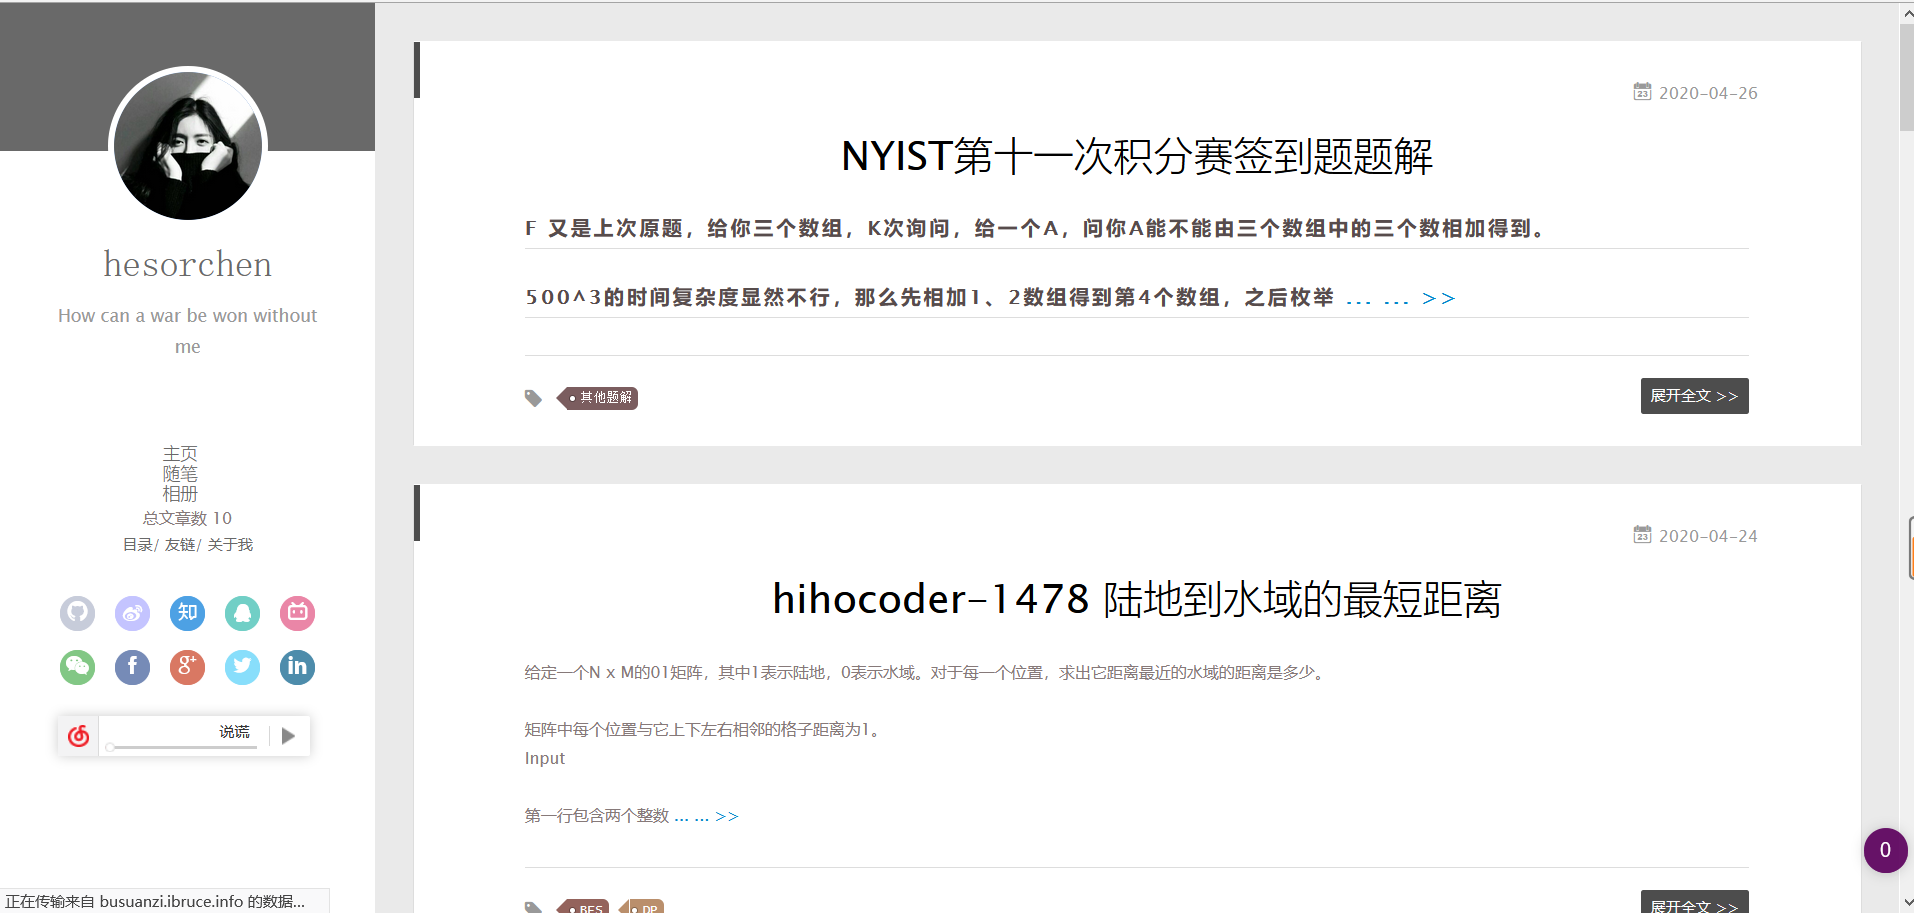 hesorchen
How can a war be won without
me
主页
随笔
相册
总文章数 10
目录/ 友链/ 关于我
知
f
g+
in
说谎
正在传输来自 busuanzi.ibruce.info 的数据...
23 2020-04-26
NYIST第十一次积分赛签到题题解
F 又是上次原题，给你三个数组，K次询问，给一个A，问你A能不能由三个数组中的三个数相加得到。
500^3的时间复杂度显然不行，那么先相加1、2数组得到第4个数组，之后枚举 ... ... >>
其他题解
展开全文 >>
23 2020-04-24
hihocoder-1478 陆地到水域的最短距离
给定一个N x M的01矩阵，其中1表示陆地，0表示水域。对于每一个位置，求出它距离最近的水域的距离是多少。
矩阵中每个位置与它上下左右相邻的格子距离为1。
Input
第一行包含两个整数 ... ... >>
BFS
DP
展开全文 >>
0